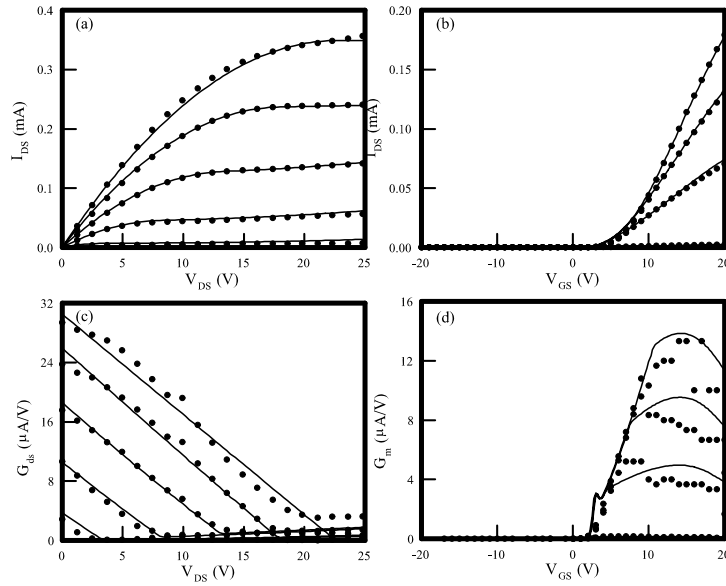 (a)
0.4
0.3
0.2
0.1
0.0
I_DS (mA)
0 5 10 15 20 25
V_DS (V)
(b)
0.20
0.15
0.10
0.05
0.00
I_DS (mA)
-20 -10 0 10 20
V_GS (V)
(c)
32
24
16
8
0
G_ds (μA/V)
0 5 10 15 20 25
V_DS (V)
(d)
16
12
8
4
0
G_m (μA/V)
-20 -10 0 10 20
V_GS (V)